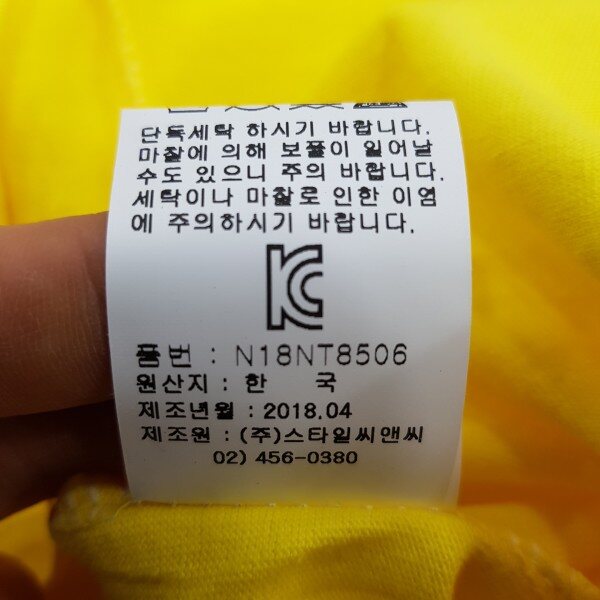 단독세탁 하시기 바랍니다.
마찰에 의해 보풀이 일어날
수도 있으니 주의 바랍니다.
세탁이나 마찰로 인한 이염
에 주의하시기 바랍니다.
KC
품번 : N18NT8506
원산지 : 한 국
제조년월 : 2018.04
제조원 : (주)스타일씨앤씨
02) 456-0380